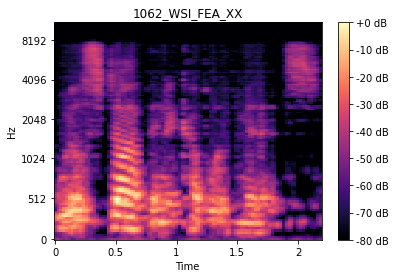 1062_WSI_FEA_XX
+0 dB
8192
-10 dB
4096
-20 dB
-30 dB
2048
Hz
-40 dB
1024
-50 dB
512
-60 dB
-70 dB
0
-80 dB
0
0.5
1
1.5
2
Time